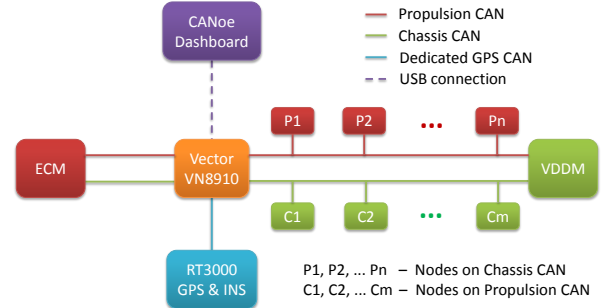 CANoe
Dashboard
Propulsion CAN
Chassis CAN
Dedicated GPS CAN
USB connection
P1
P2
...
Pn
ECM
Vector
VN8910
VDDM
C1
C2
...
Cm
RT3000
GPS & INS
P1, P2, ... Pn – Nodes on Chassis CAN
C1, C2, ... Cm – Nodes on Propulsion CAN